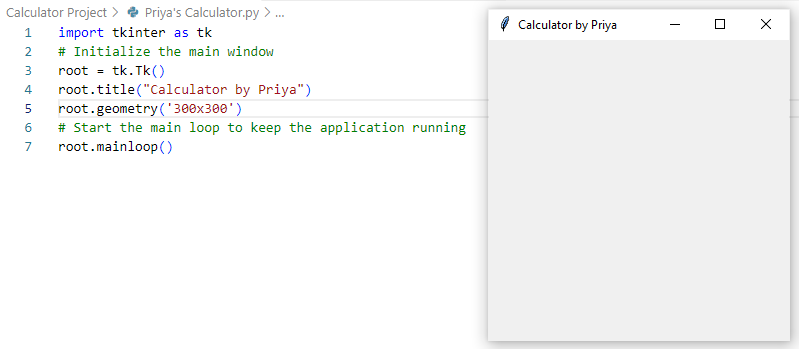 Calculator Project > Priya's Calculator.py > ...
1 import tkinter as tk
2 # Initialize the main window
3 root = tk.Tk()
4 root.title("Calculator by Priya")
5 root.geometry('300x300')
6 # Start the main loop to keep the application running
7 root.mainloop()
Calculator by Priya